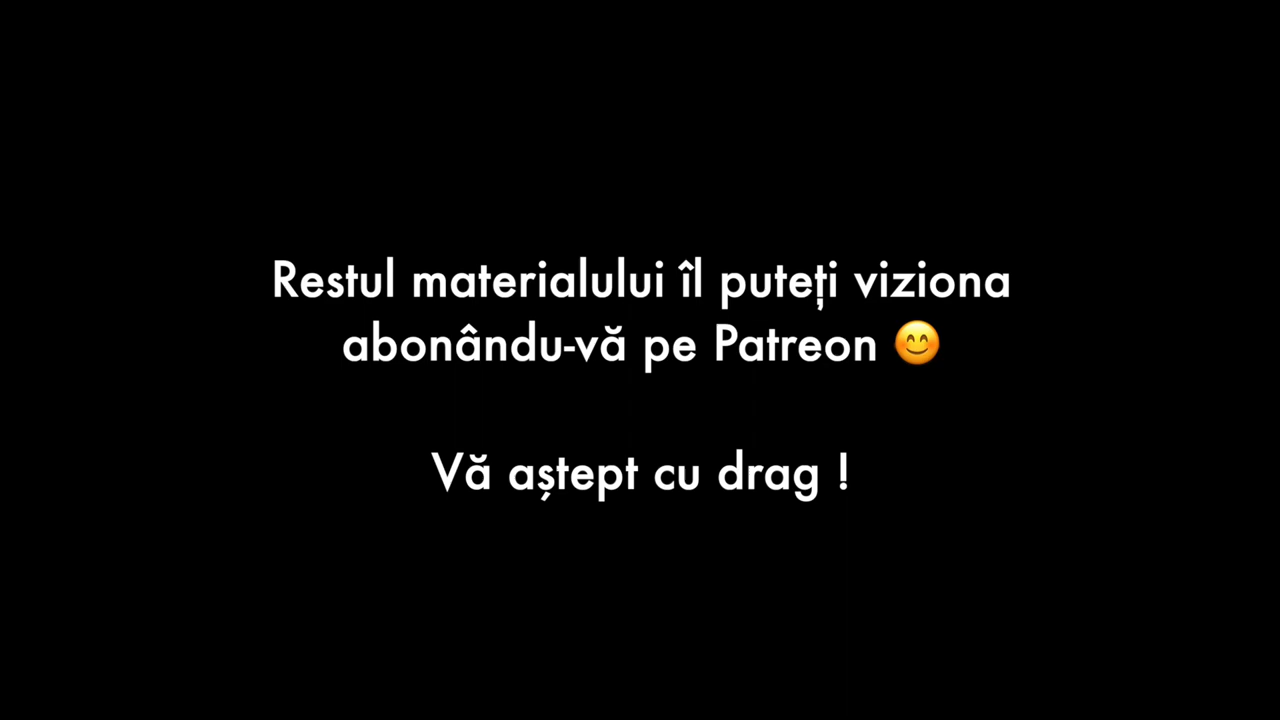 Restul materialului îl puteți viziona
abonându-vă pe Patreon 😊
Vă aștept cu drag !